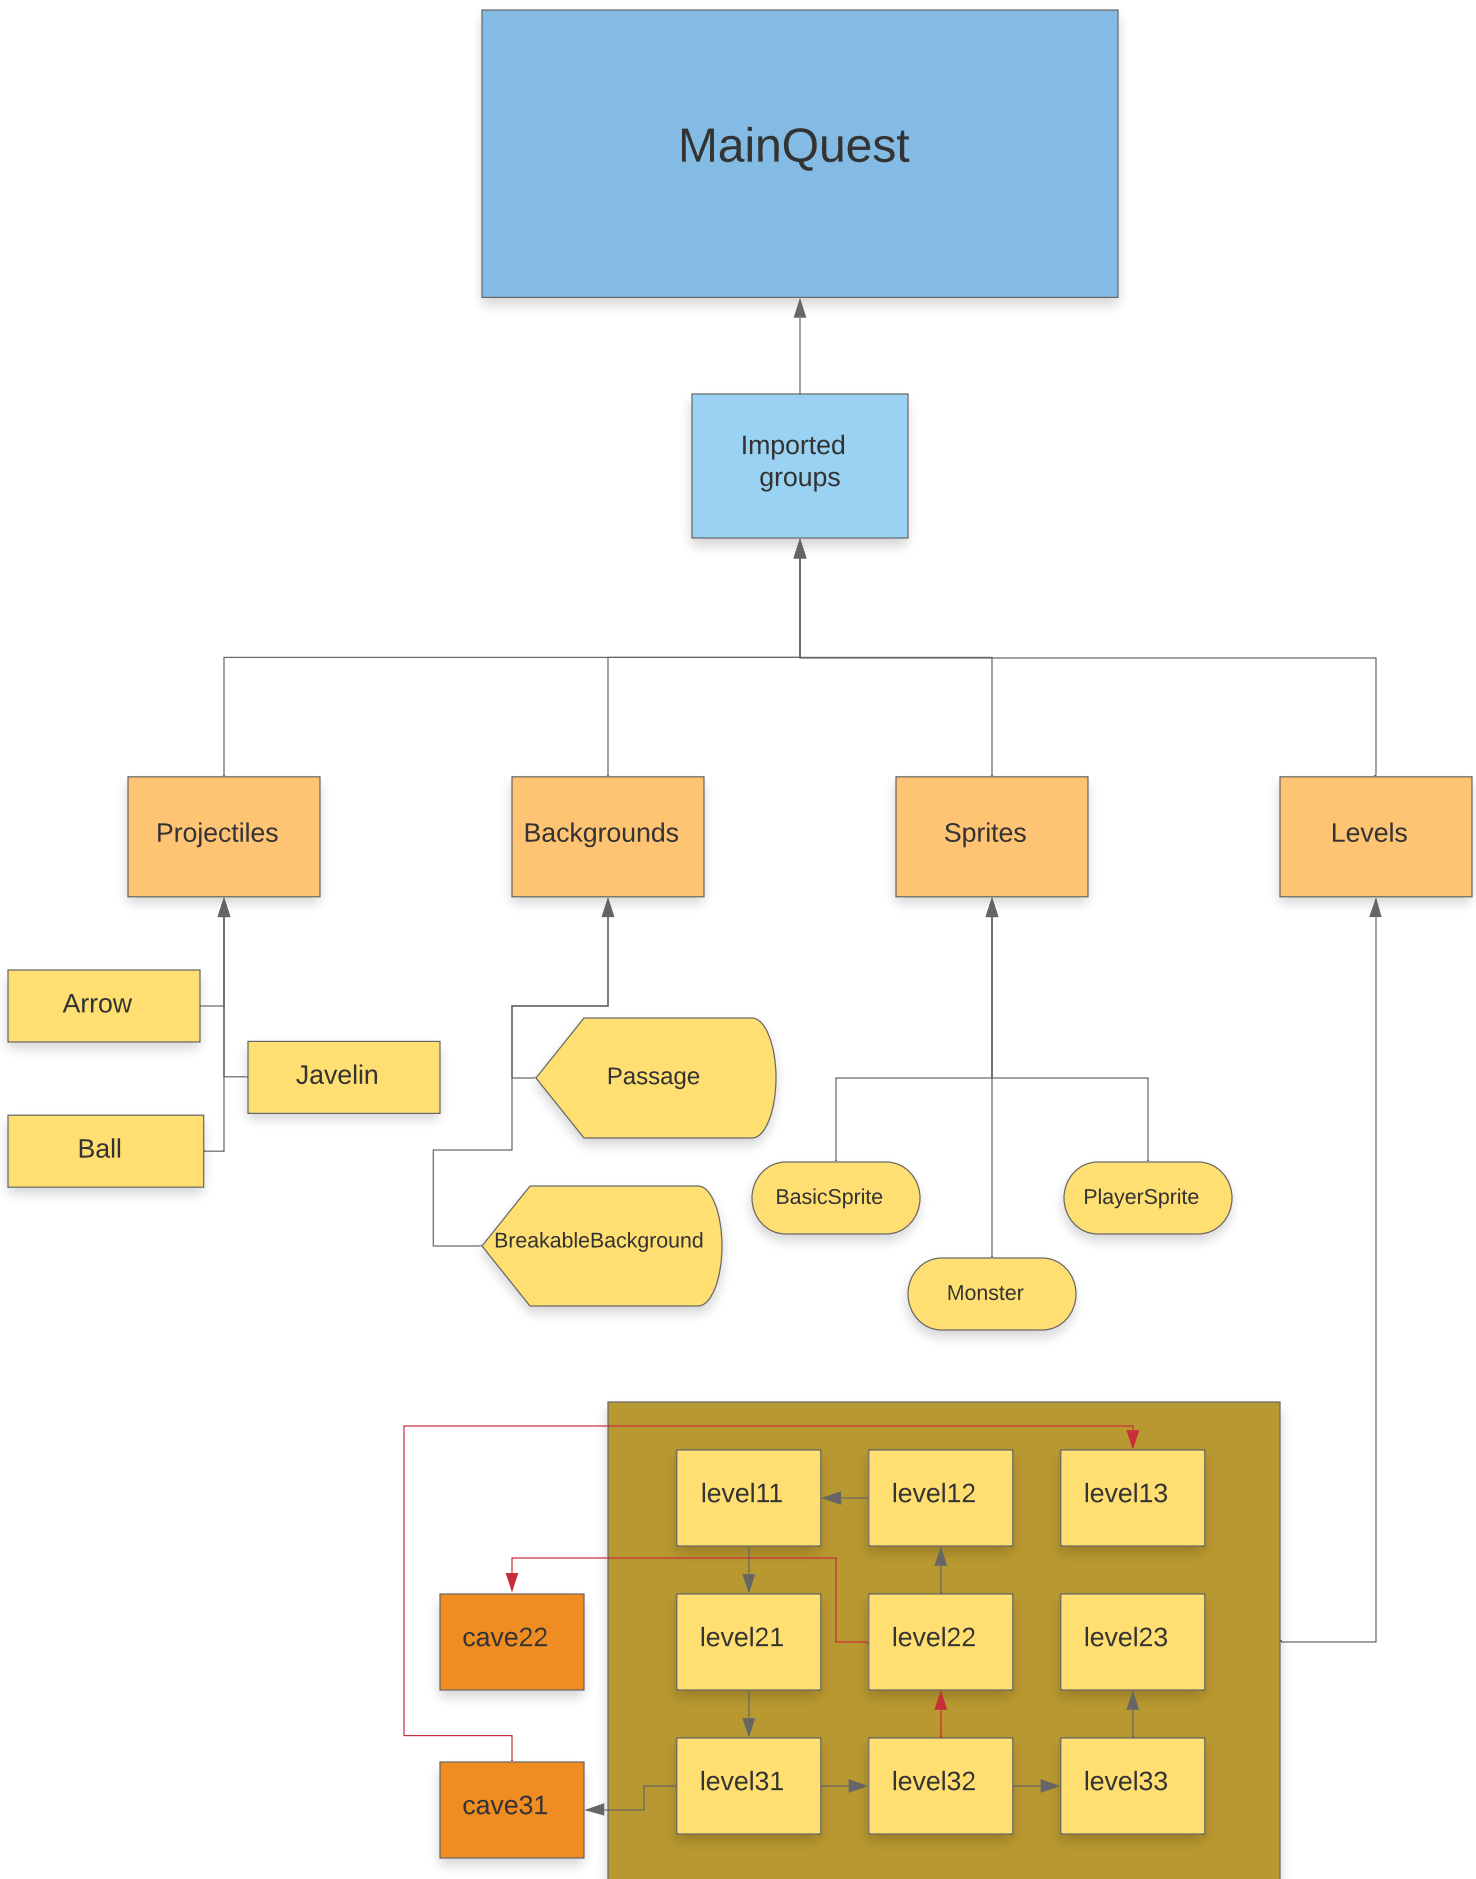 MainQuest
Imported
groups
Projectiles
Backgrounds
Sprites
Levels
Arrow
Javelin
Ball
Passage
BreakableBackground
BasicSprite
PlayerSprite
Monster
level11
level12
level13
cave22
level21
level22
level23
cave31
level31
level32
level33